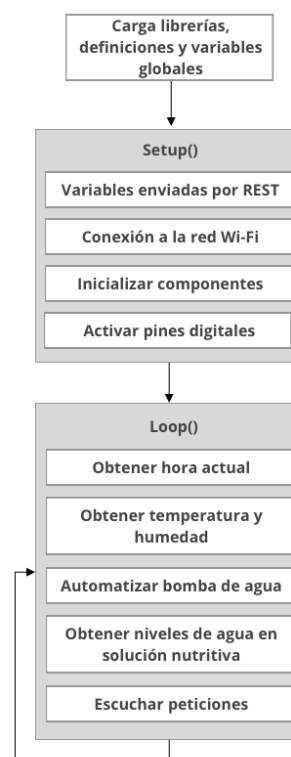 Carga librerías,
definiciones y variables
globales
Setup()
Variables enviadas por REST
Conexión a la red Wi-Fi
Inicializar componentes
Activar pines digitales
Loop()
Obtener hora actual
Obtener temperatura y
humedad
Automatizar bomba de agua
Obtener niveles de agua en
solución nutritiva
Escuchar peticiones